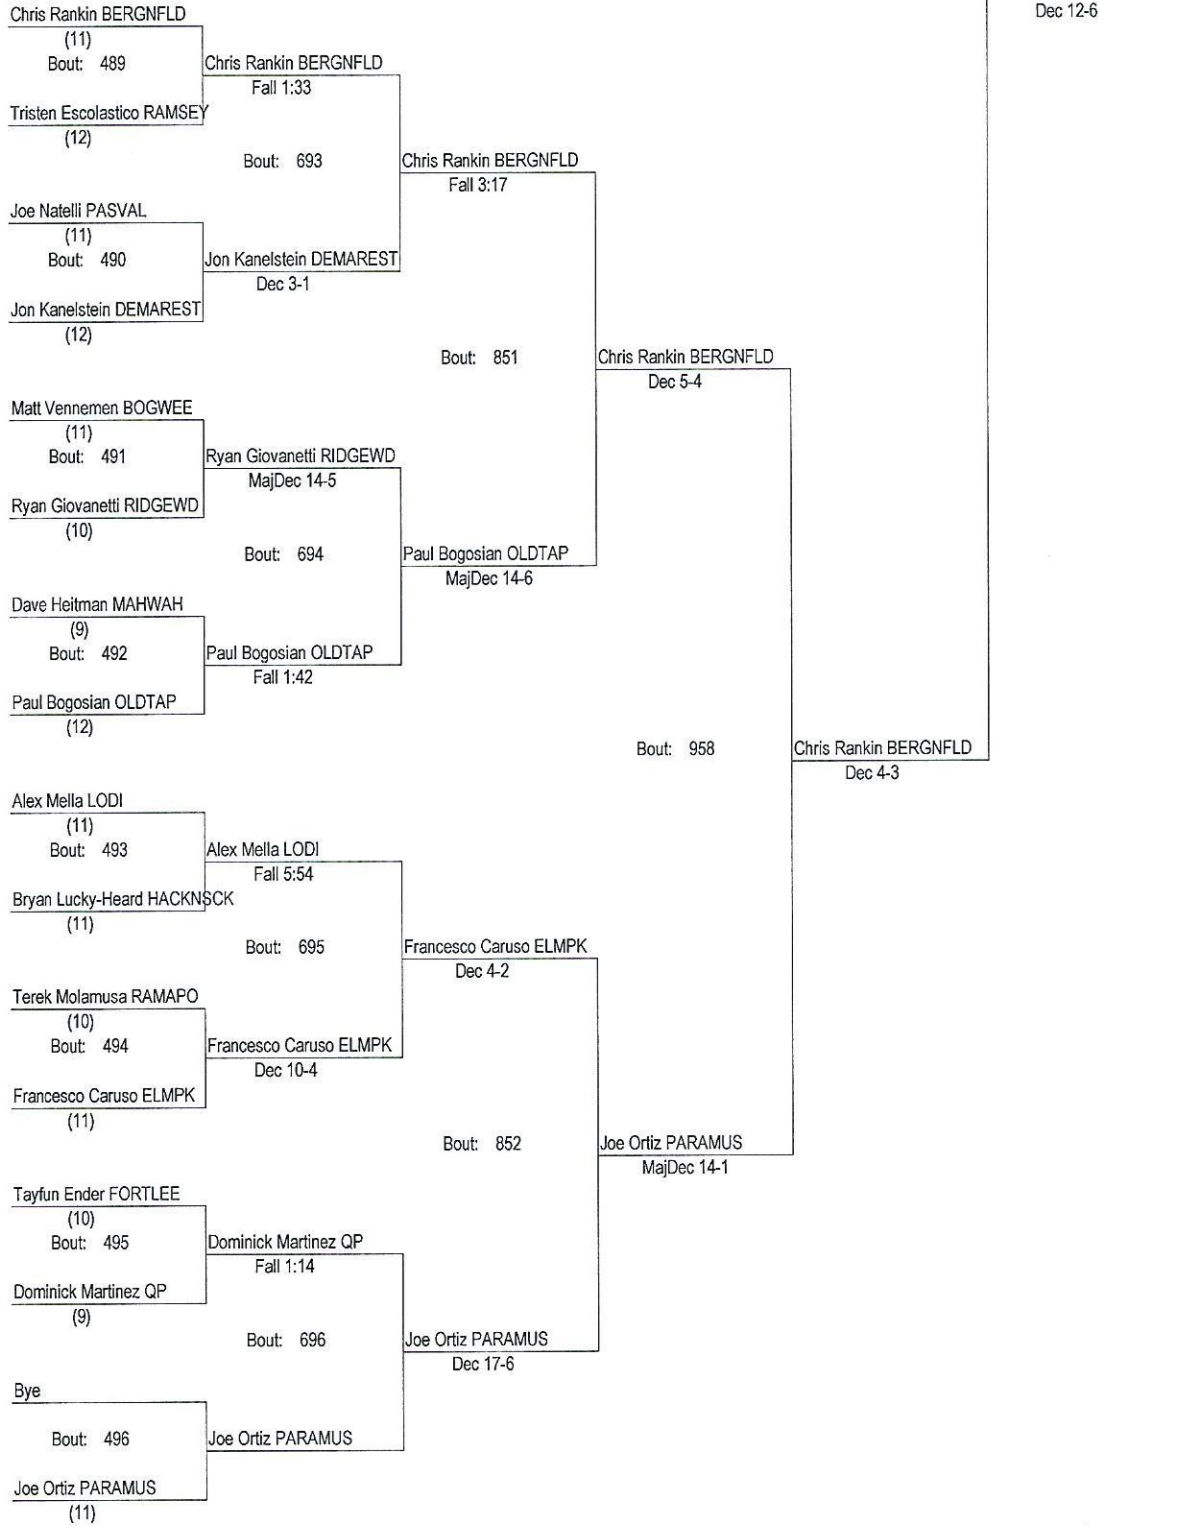 Chris Rankin BERGNFLD
Dec 12-6
(11)
Bout: 489
Chris Rankin BERGNFLD
Fall 1:33
Tristen Escolastico RAMSEY
(12)
Bout: 693
Chris Rankin BERGNFLD
Fall 3:17
Joe Natelli PASVAL
(11)
Bout: 490
Jon Kanelstein DEMAREST
Dec 3-1
Jon Kanelstein DEMAREST
(12)
Bout: 851
Chris Rankin BERGNFLD
Dec 5-4
Matt Vennemen BOGWEE
(11)
Bout: 491
Ryan Giovanetti RIDGEWD
MajDec 14-5
Ryan Giovanetti RIDGEWD
(10)
Bout: 694
Paul Bogosian OLDTAP
MajDec 14-6
Dave Heitman MAHWAH
(9)
Bout: 492
Paul Bogosian OLDTAP
Fall 1:42
Paul Bogosian OLDTAP
(12)
Bout: 958
Chris Rankin BERGNFLD
Dec 4-3
Alex Mella LODI
(11)
Bout: 493
Alex Mella LODI
Fall 5:54
Bryan Lucky-Heard HACKNSCK
(11)
Bout: 695
Francesco Caruso ELMPK
Dec 4-2
Terek Molamusa RAMAPO
(10)
Bout: 494
Francesco Caruso ELMPK
Dec 10-4
Francesco Caruso ELMPK
(11)
Bout: 852
Joe Ortiz PARAMUS
MajDec 14-1
Tayfun Ender FORTLEE
(10)
Bout: 495
Dominick Martinez QP
Fall 1:14
Dominick Martinez QP
(9)
Bout: 696
Joe Ortiz PARAMUS
Dec 17-6
Bye
Bout: 496
Joe Ortiz PARAMUS
Joe Ortiz PARAMUS
(11)